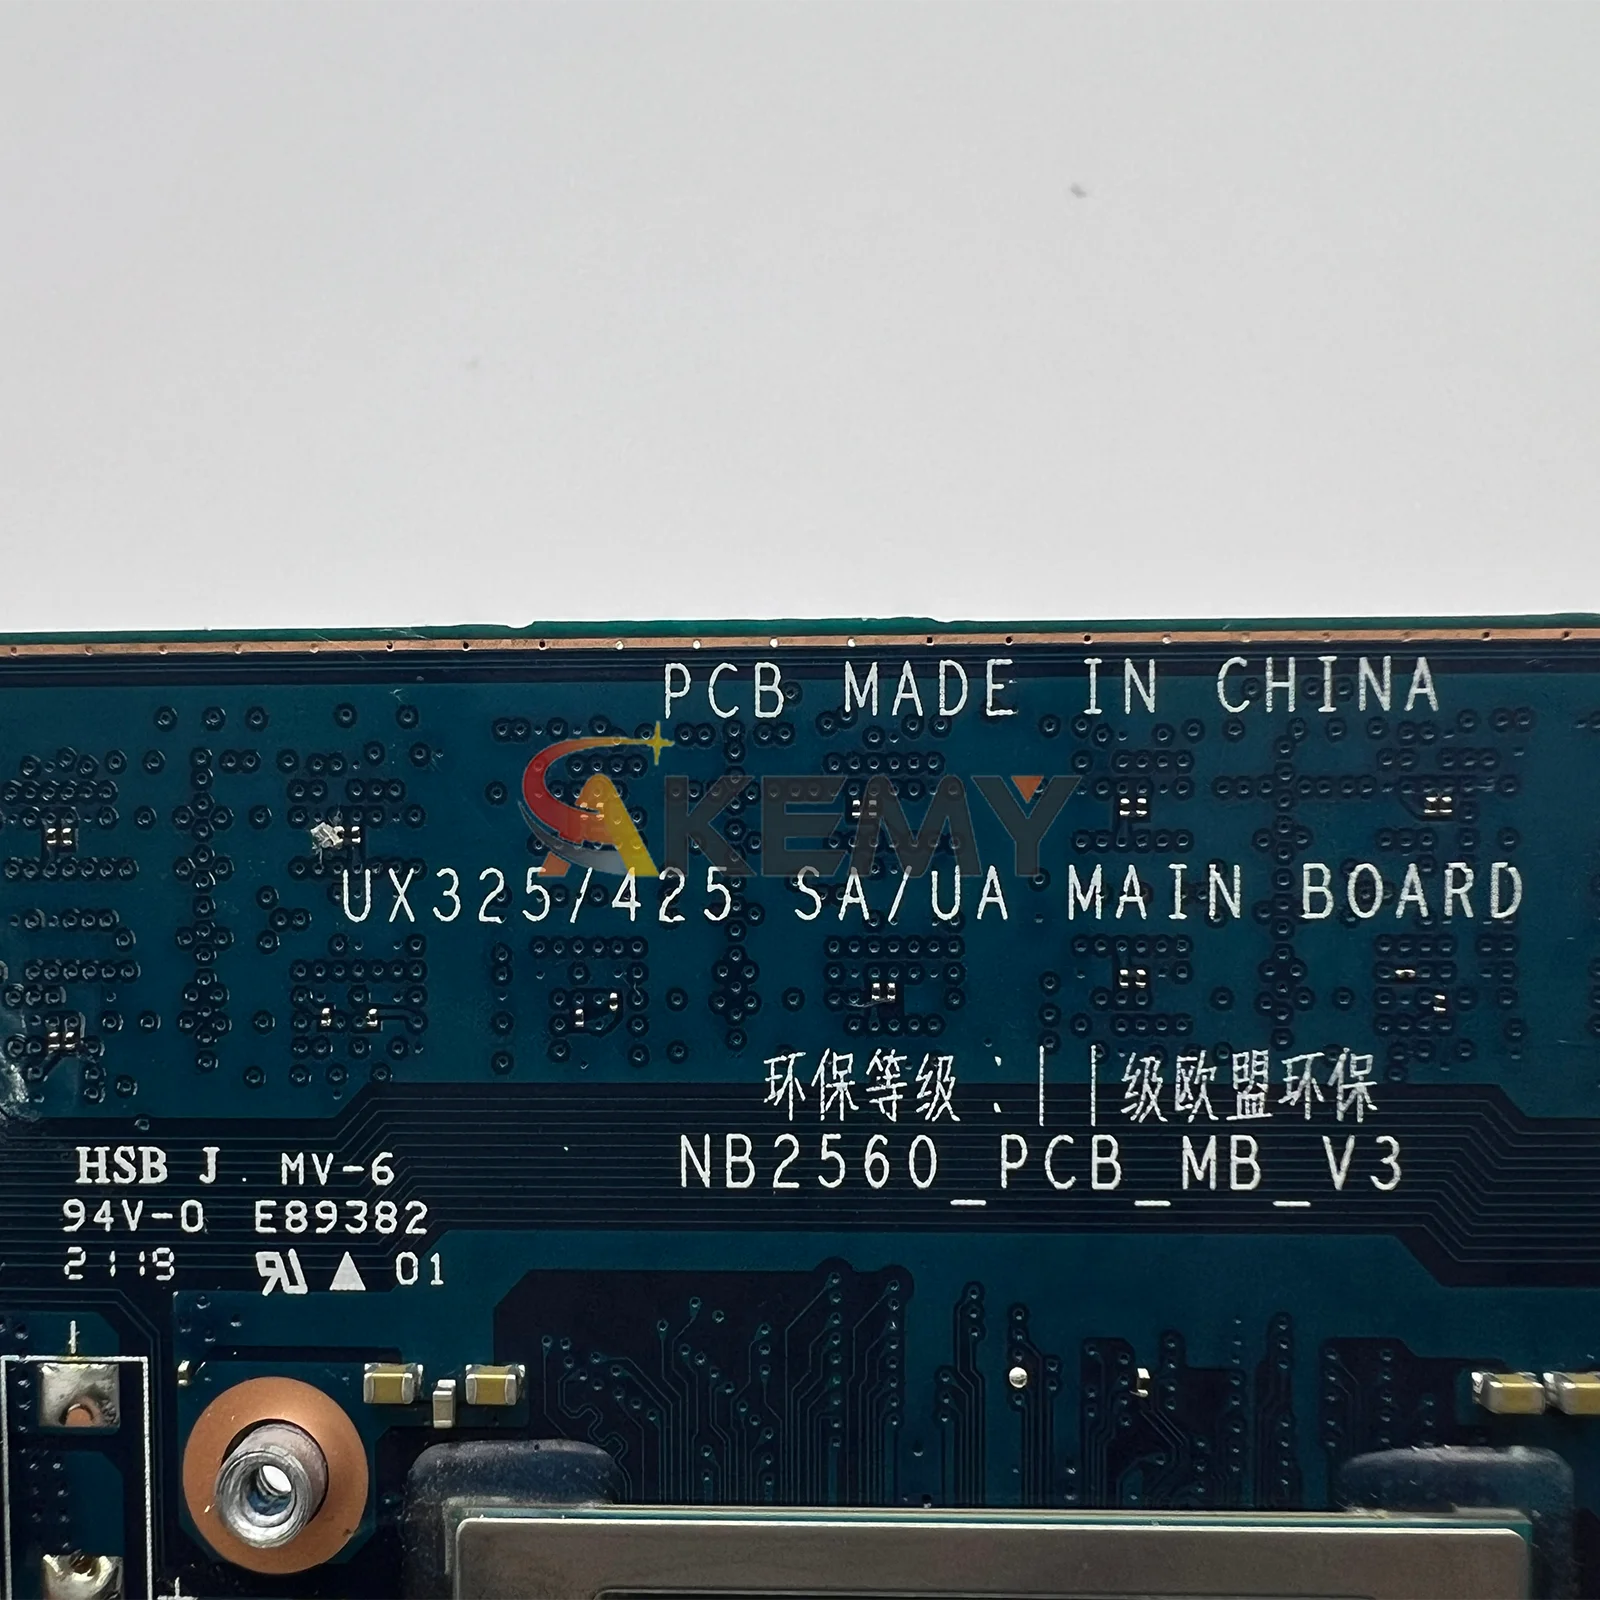 PCB MADE IN CHINA
AKEMY
UX325/425 SA/UA MAIN BOARD
环保等级:||级欧盟环保
NB2560_PCB_MB_V3
HSB J. MV-6
94V-0 E89382
2119 ЯU ▲ 01